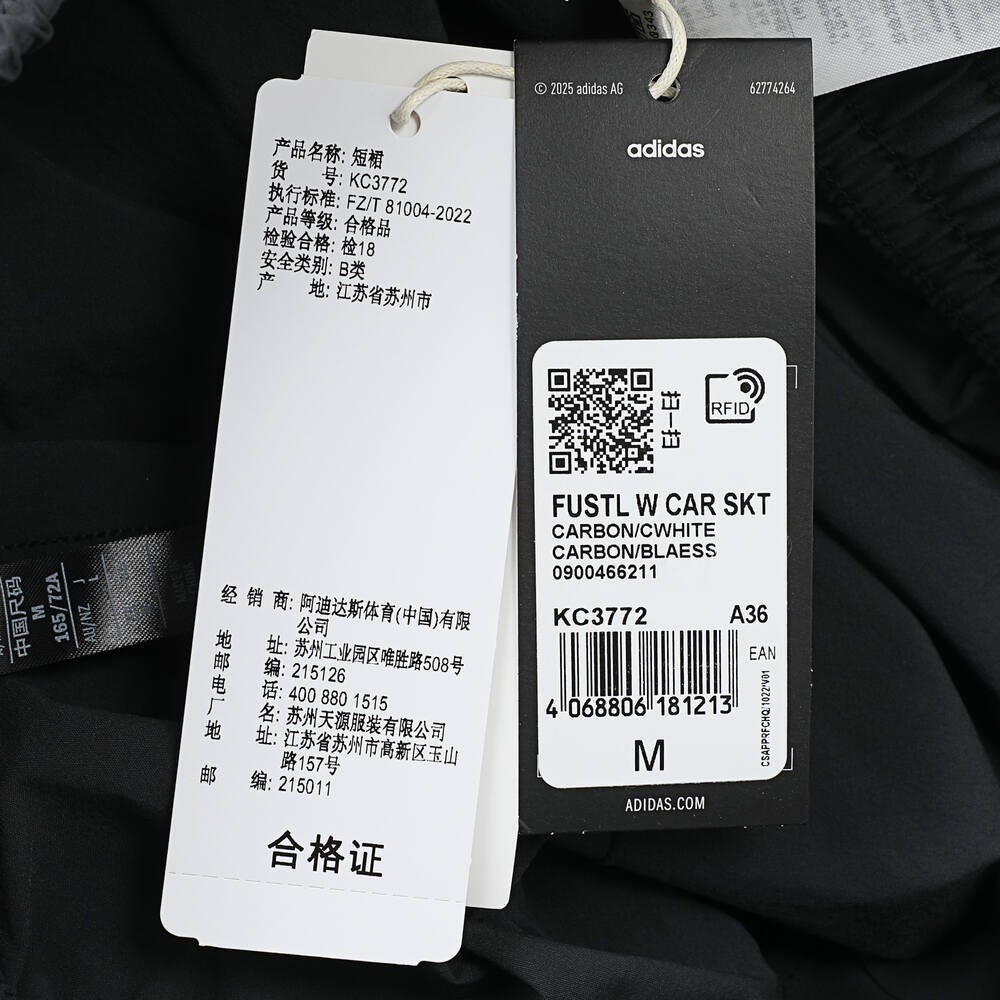 产品名称: 短裙
货 号: KC3772
执行标准: FZ/T 81004-2022
产品等级: 合格品
检验合格: 检18
安全类别: B类
产 地: 江苏省苏州市
经 销 商: 阿迪达斯体育(中国)有限
公司
地 址: 苏州工业园区唯胜路508号
邮 编: 215126
电 话: 400 880 1515
厂 名: 苏州天源服装有限公司
地 址: 江苏省苏州市高新区玉山
路157号
邮 编: 215011
合格证
© 2025 adidas AG
62774264
adidas
RFID
FUSTL W CAR SKT
CARBON/CWHITE
CARBON/BLAESS
0900466211
KC3772 A36
EAN
4 068806 181213
CSAPPRFCHQ1022"V01
M
ADIDAS.COM
中国尺码
M
165/72A
AU/NZ
L